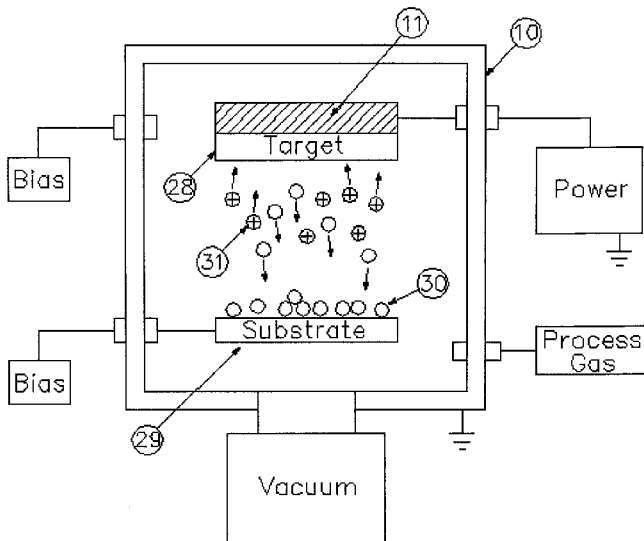 11
10
Target
28
Bias
Power
31
30
Substrate
Process
Gas
Bias
29
Vacuum